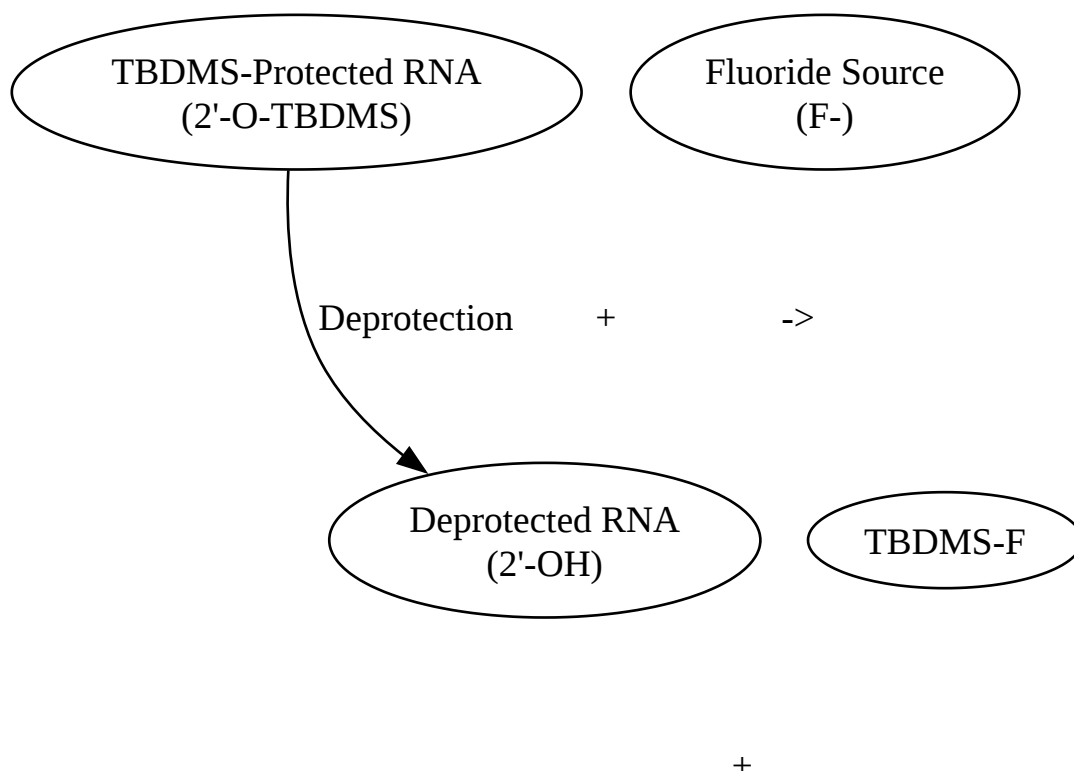 TBDMS-Protected RNA
(2'-O-TBDMS)
Fluoride Source
(F-)
Deprotection
+
->
Deprotected RNA
(2'-OH)
TBDMS-F
+